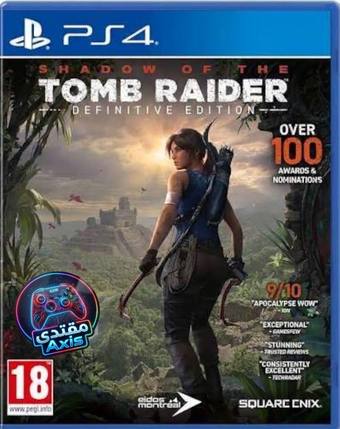 PS4
SHADOW OF THE
TOMB RAIDER
DEFINITIVE EDITION
OVER
100
AWARDS &
NOMINATIONS
9/10
"APOCALYPSE WOW"
- IGN
"EXCEPTIONAL"
- GAMESPEW
"STUNNING"
- TRUSTED REVIEWS
"CONSISTENTLY
EXCELLENT"
- TECHRADAR
مقتدى
Axis
18
www.pegi.info
eidos
montréal
SQUARE ENIX